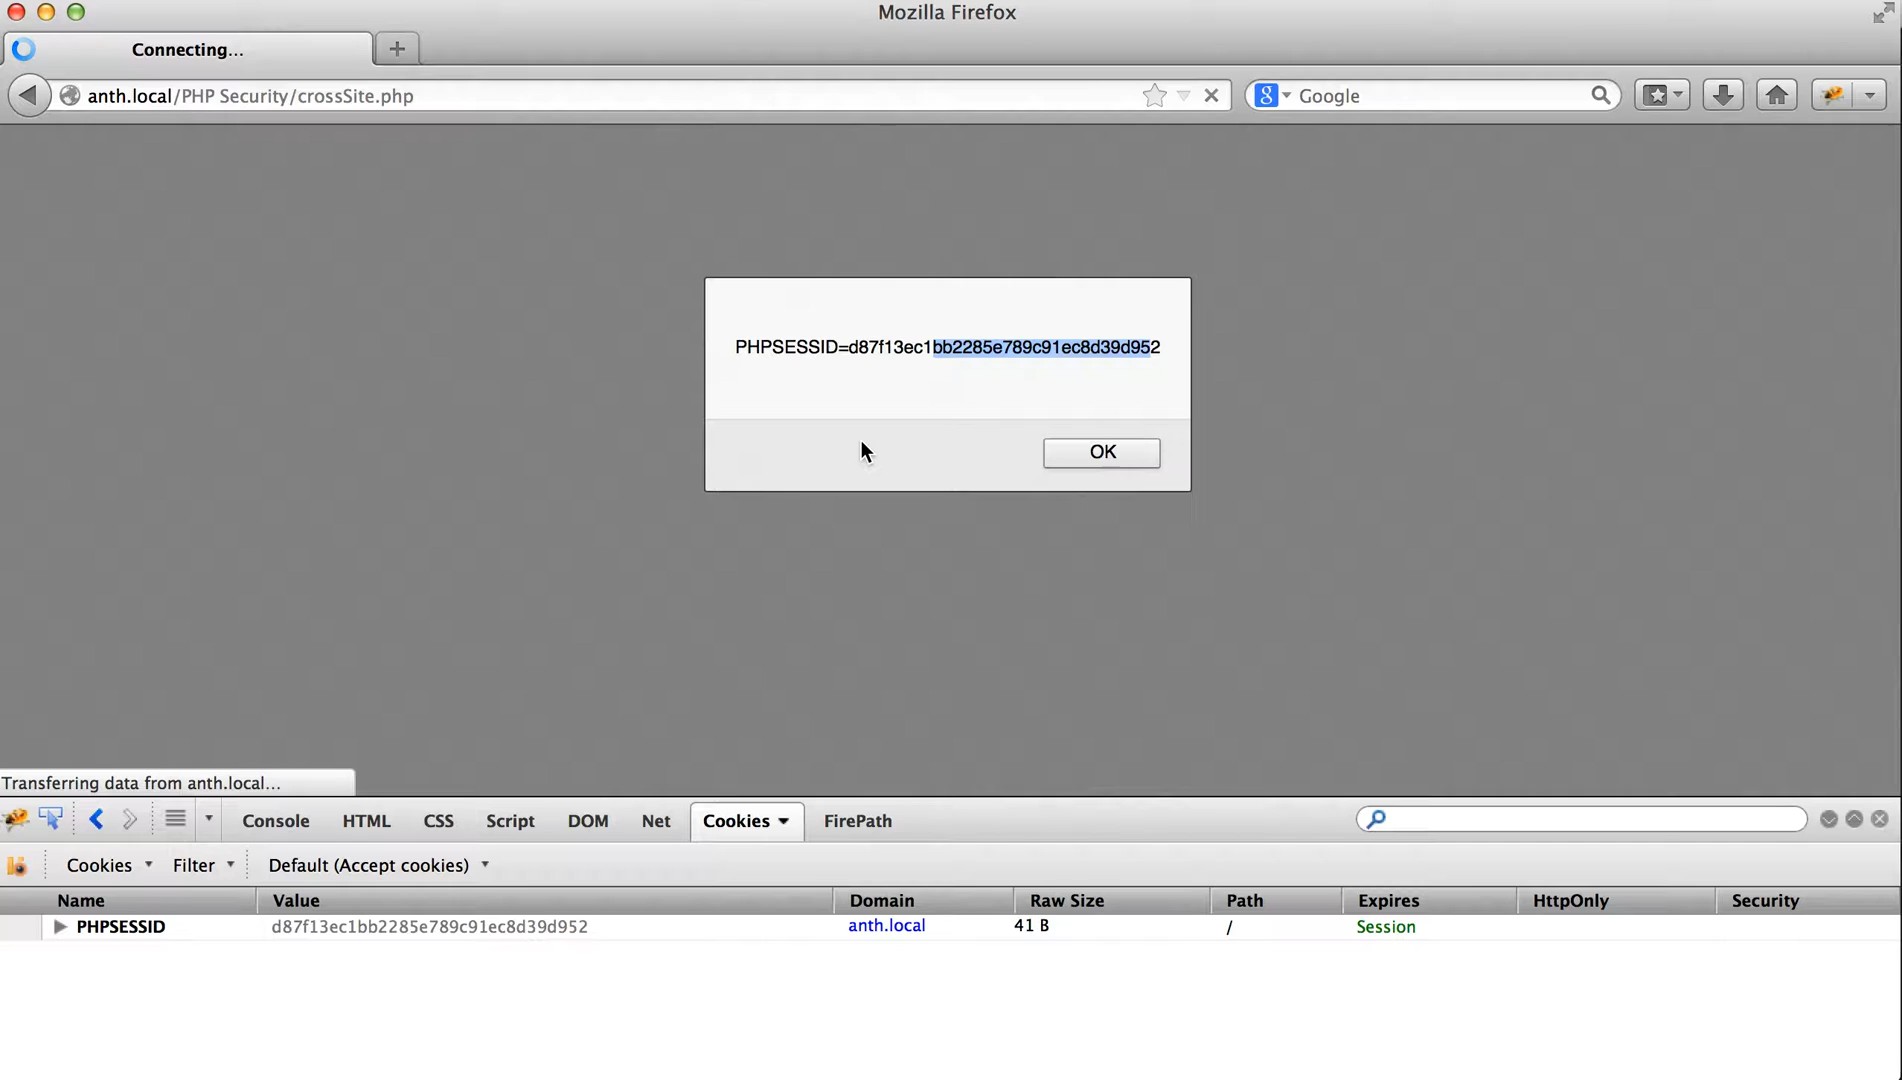 Mozilla Firefox
Connecting...
anth.local/PHP Security/crossSite.php
Google
PHPSESSID=d87f13ec1bb2285e789c91ec8d39d952
OK
Transferring data from anth.local...
Console HTML CSS Script DOM Net Cookies FirePath
Cookies Filter Default (Accept cookies)
Name Value Domain Raw Size Path Expires HttpOnly Security
PHPSESSID d87f13ec1bb2285e789c91ec8d39d952 anth.local 41 B / Session